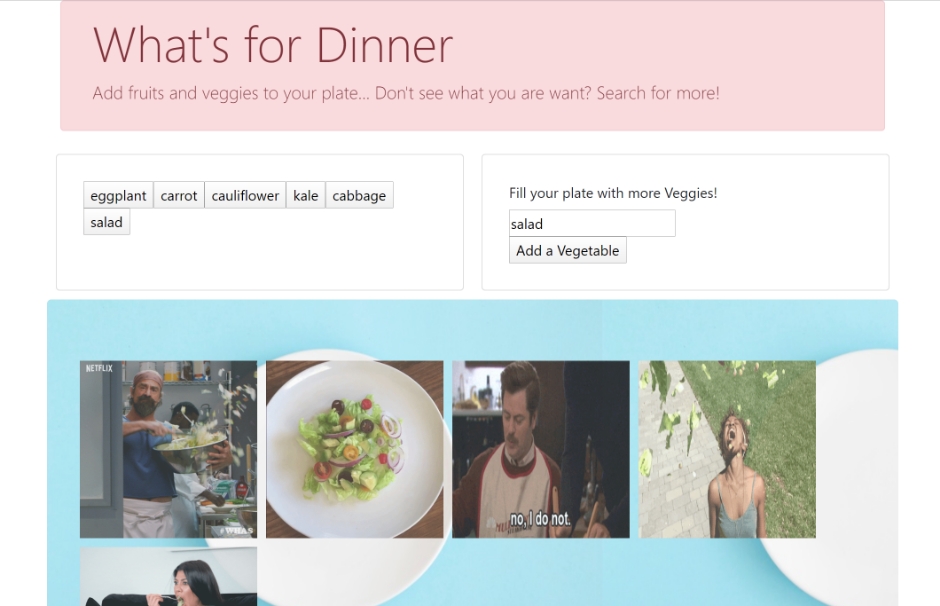 What's for Dinner
Add fruits and veggies to your plate... Don't see what you are want? Search for more!
eggplant carrot cauliflower kale cabbage
salad
Fill your plate with more Veggies!
salad
Add a Vegetable
NETFLIX
#WHAS
no, I do not.